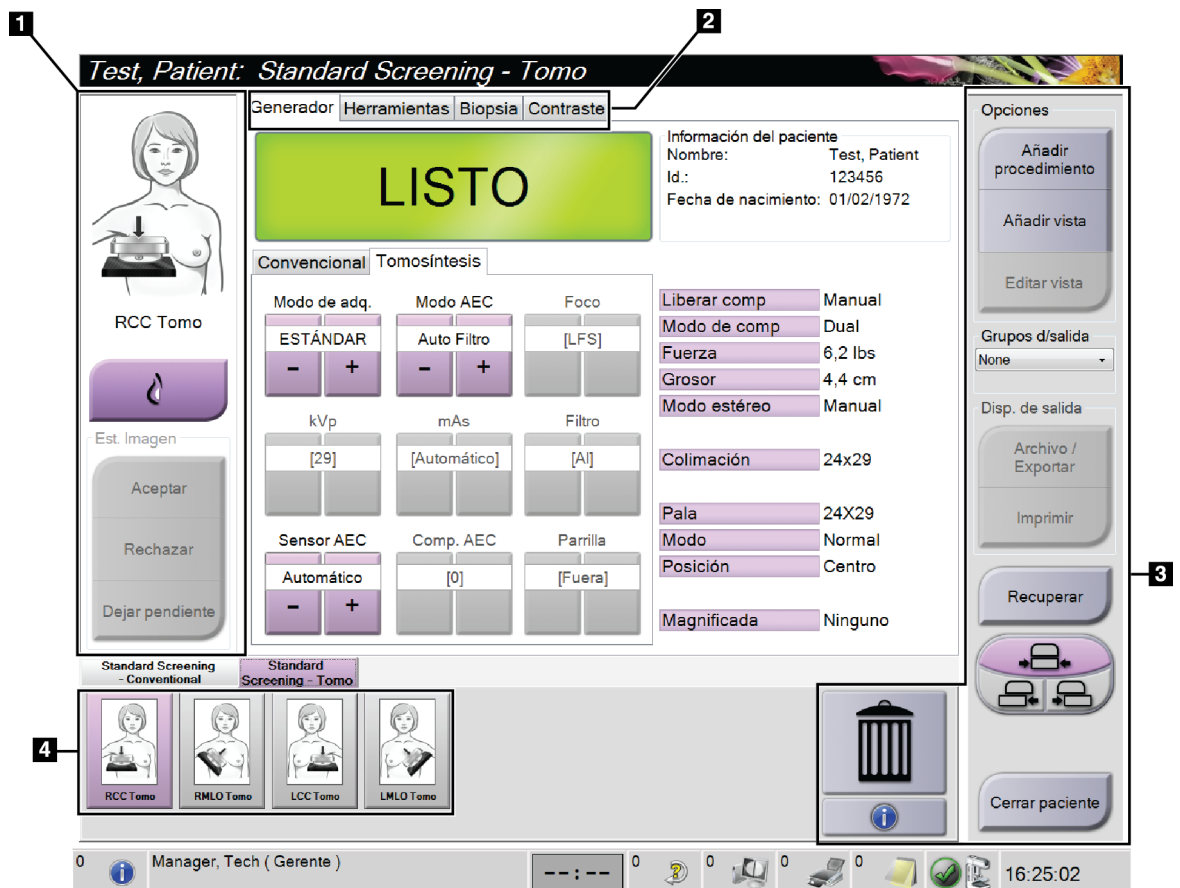 1
2
Test, Patient: Standard Screening - Tomo
Generador Herramientas Biopsia Contraste
RCC Tomo
Est. Imagen
Aceptar
Rechazar
Dejar pendiente
LISTO
Información del paciente
Nombre: Test, Patient
Id.: 123456
Fecha de nacimiento: 01/02/1972
Convencional Tomosíntesis
Modo de adq. Modo AEC Foco
ESTÁNDAR Auto Filtro [LFS]
- + - +
kVp mAs Filtro
[29] [Automático] [Al]
Sensor AEC Comp. AEC Parrilla
Automático [0] [Fuera]
- +
Liberar comp Manual
Modo de comp Dual
Fuerza 6,2 lbs
Grosor 4,4 cm
Modo estéreo Manual
Colimación 24x29
Pala 24X29
Modo Normal
Posición Centro
Magnificada Ninguno
Opciones
Añadir
procedimiento
Añadir vista
Editar vista
Grupos d/salida
None
Disp. de salida
Archivo /
Exportar
Imprimir
Recuperar
Cerrar paciente
3
Standard Screening
- Conventional
Standard
Screening - Tomo
4
RCC Tomo RMLO Tomo LCC Tomo LMLO Tomo
0 Manager, Tech ( Gerente ) --:-- 0 0 0 0 16:25:02